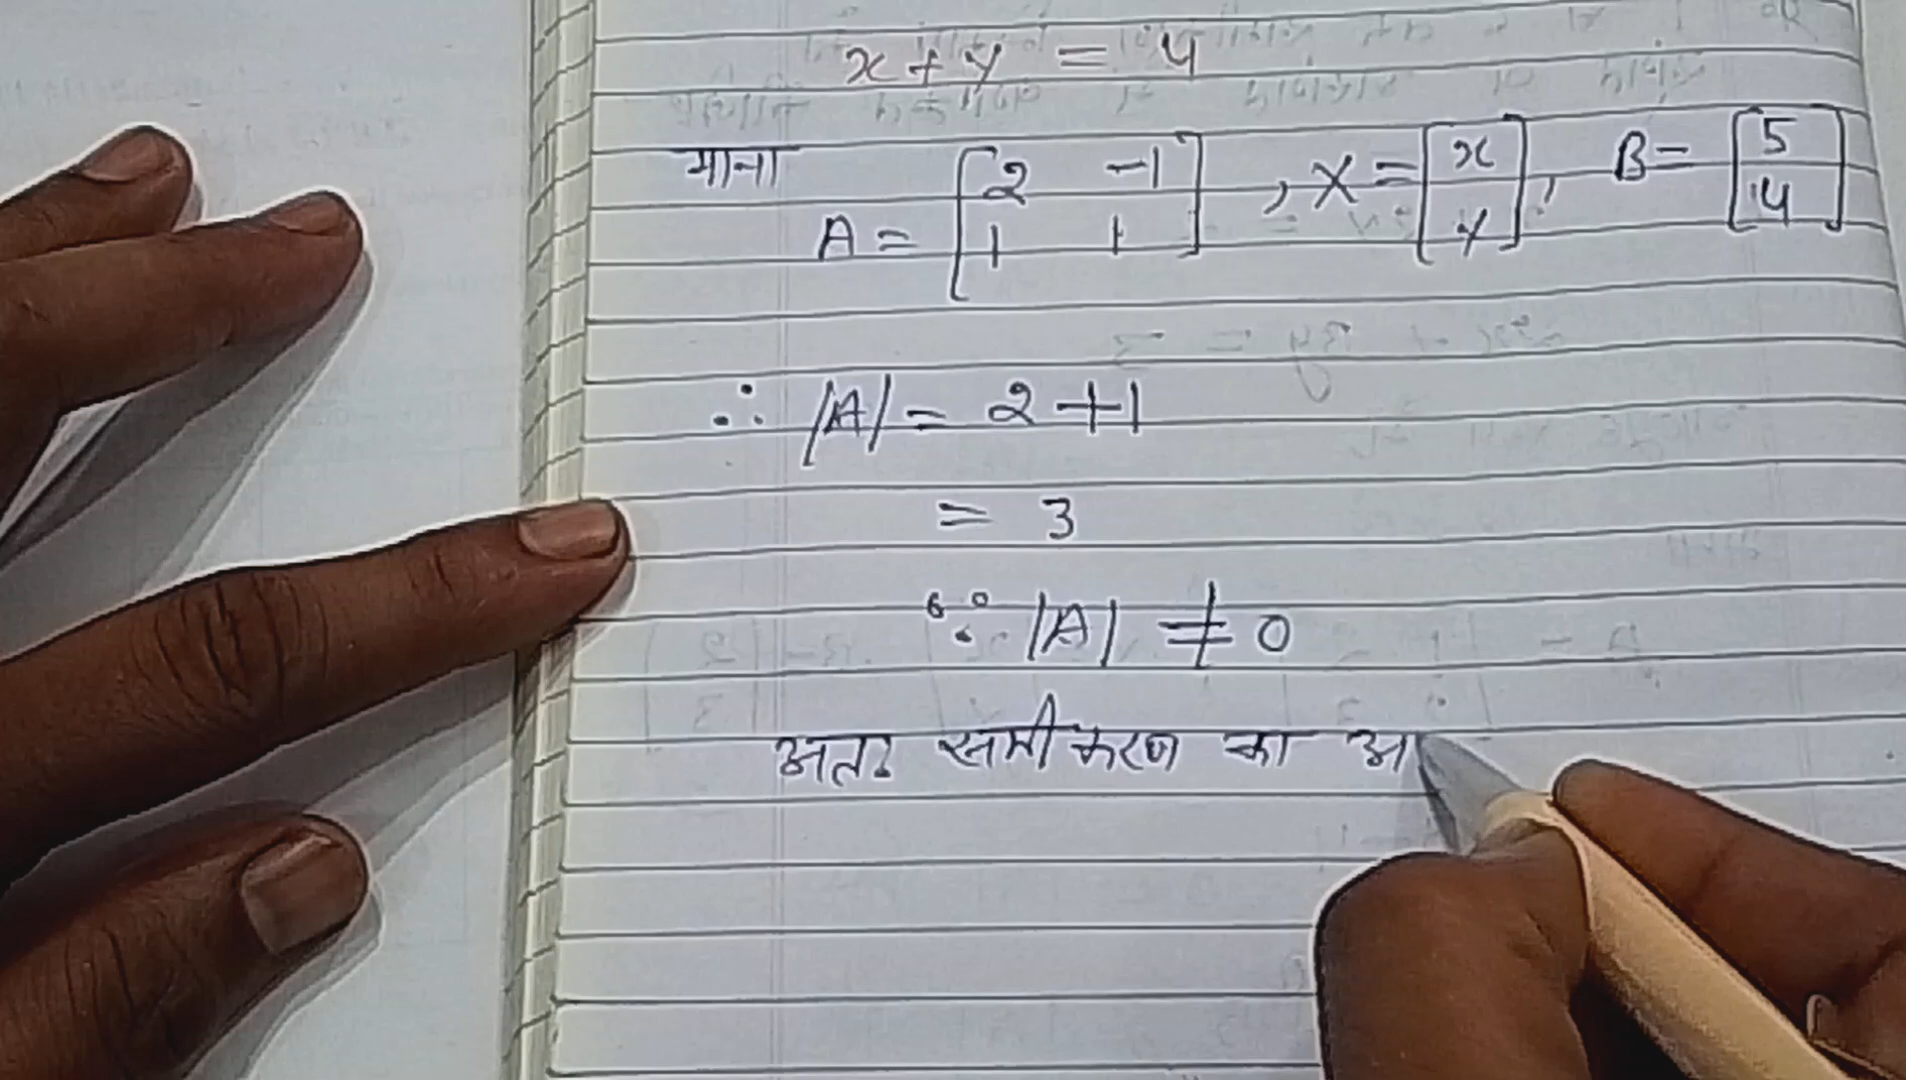 x + y = 4
माना
A = [2 -1
1 1] , X = [x
y] , B = [5
4]
∴ |A| = 2 + 1
= 3
∵ |A| ≠ 0
अतः समीकरण का अ